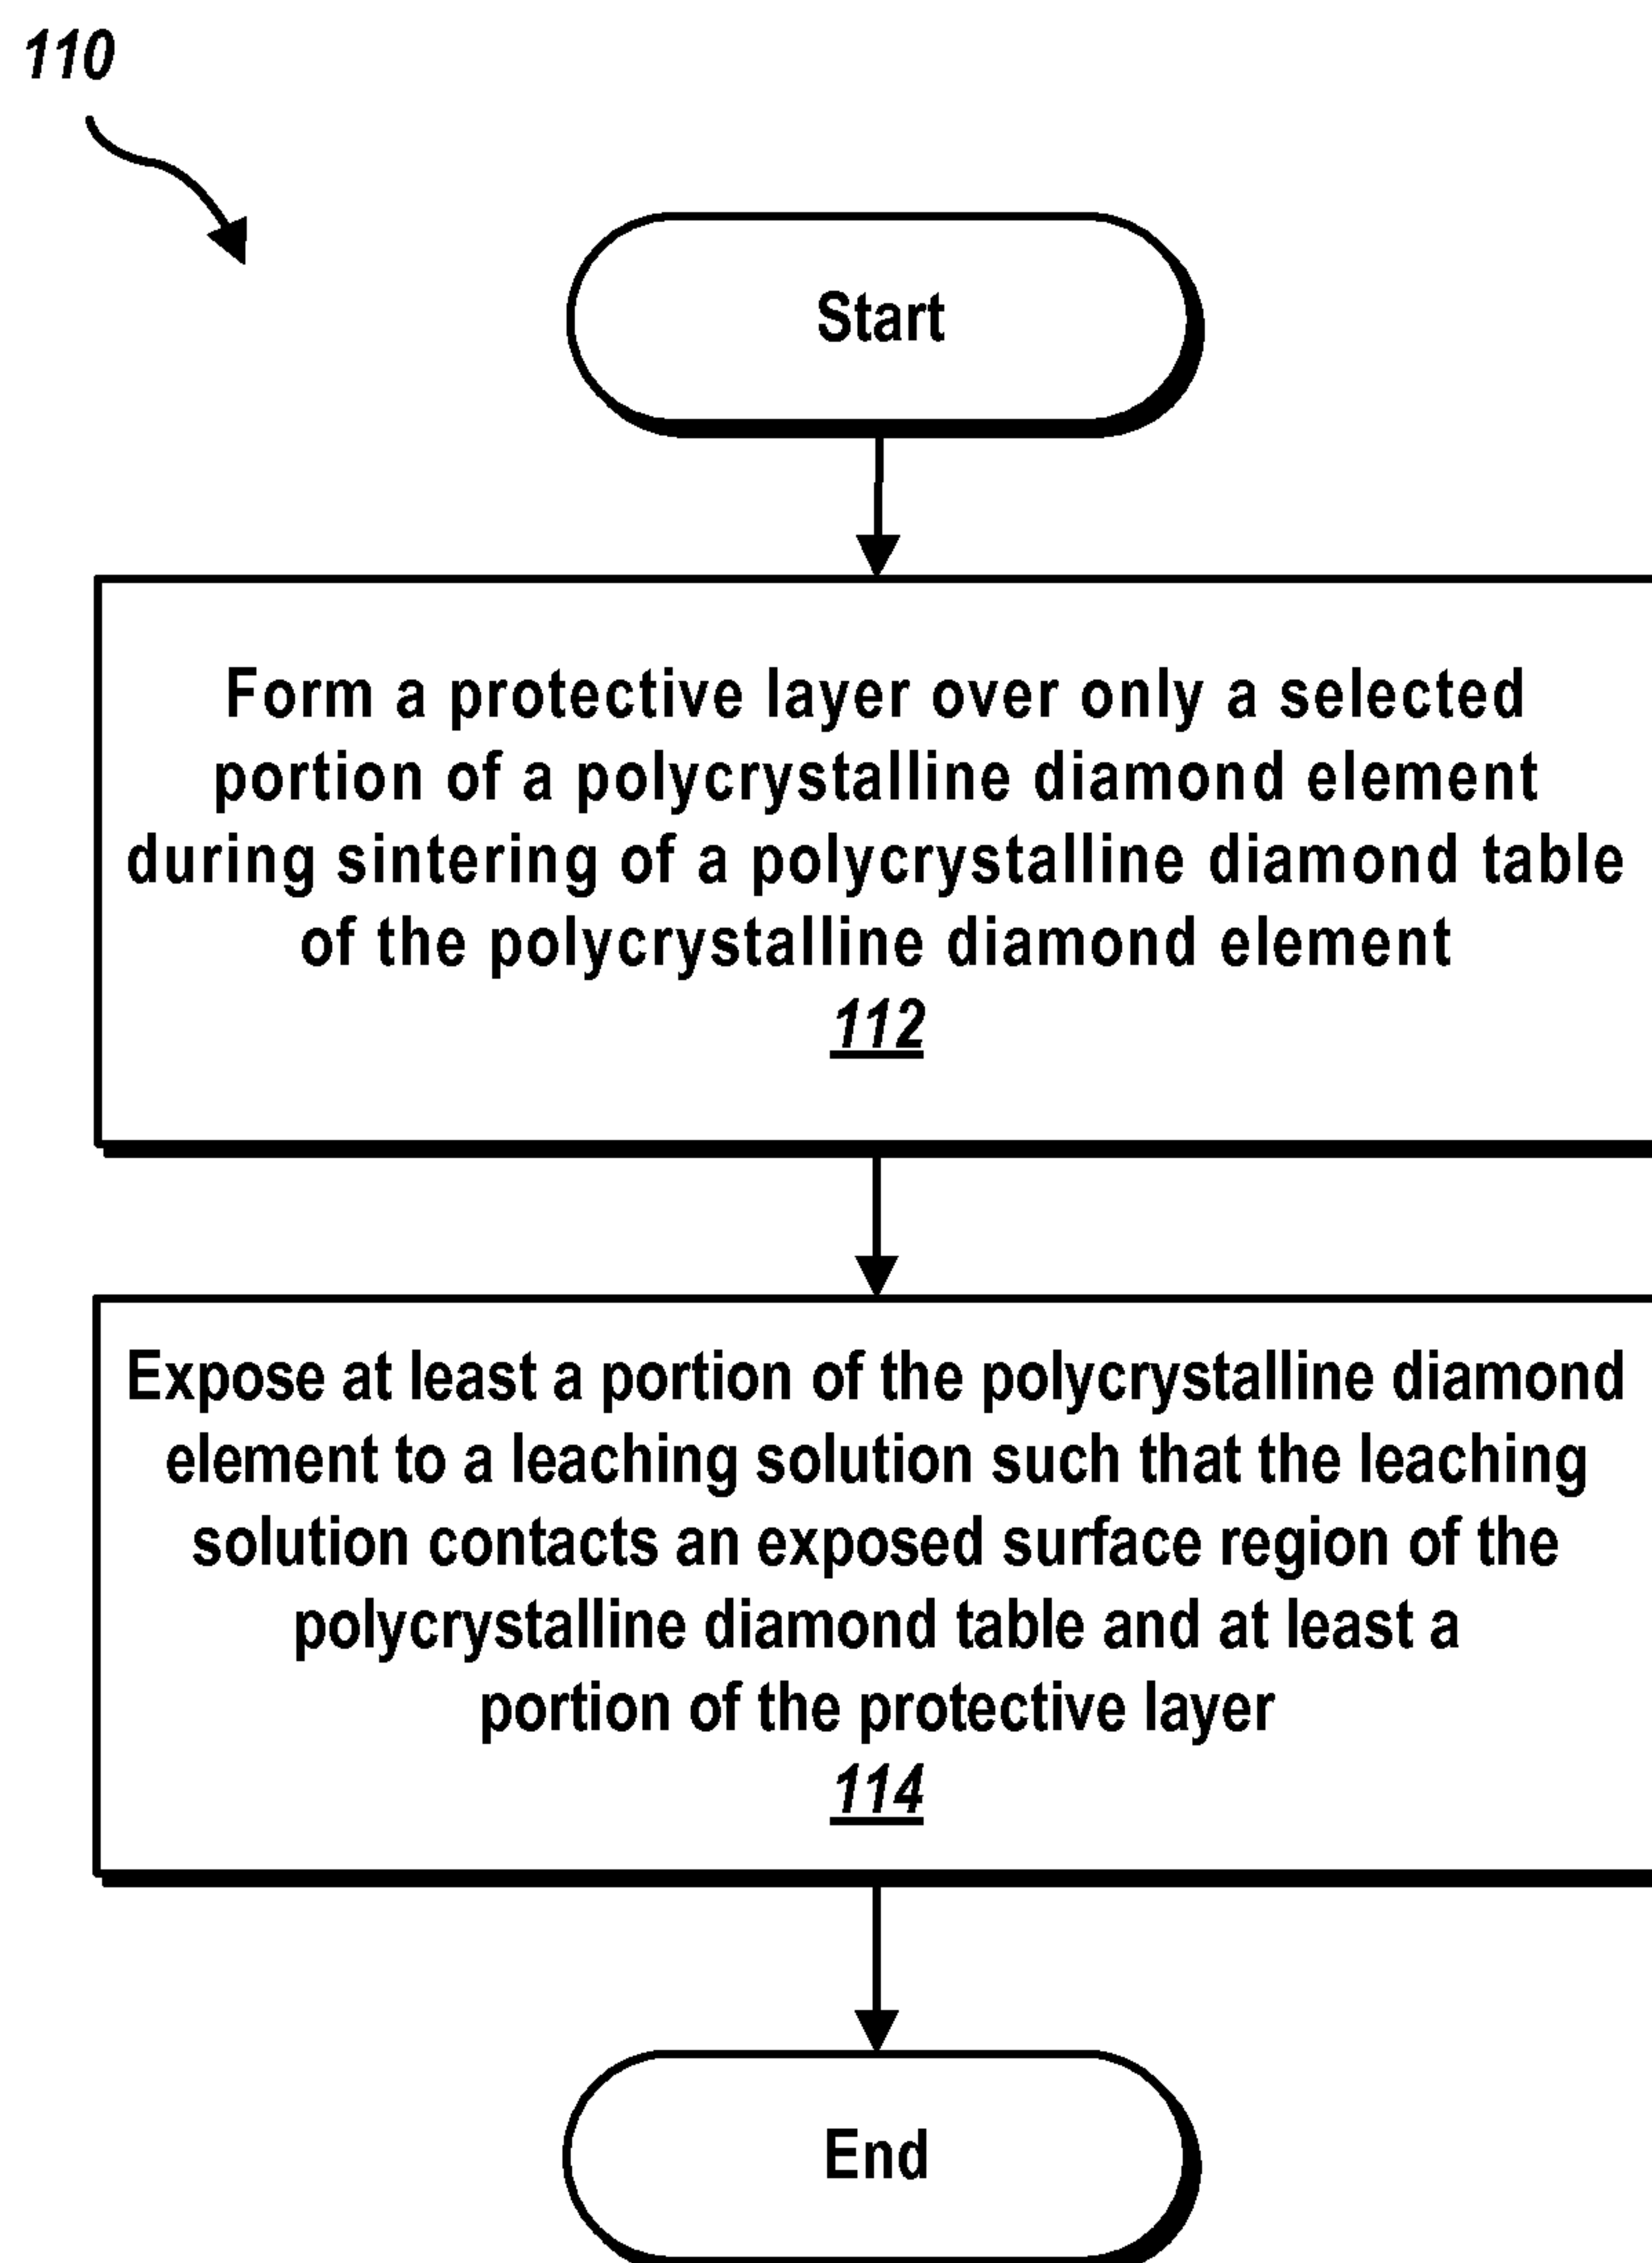 110
Start
Form a protective layer over only a selected
portion of a polycrystalline diamond element
during sintering of a polycrystalline diamond table
of the polycrystalline diamond element
112
Expose at least a portion of the polycrystalline diamond
element to a leaching solution such that the leaching
solution contacts an exposed surface region of the
polycrystalline diamond table and at least a
portion of the protective layer
114
End